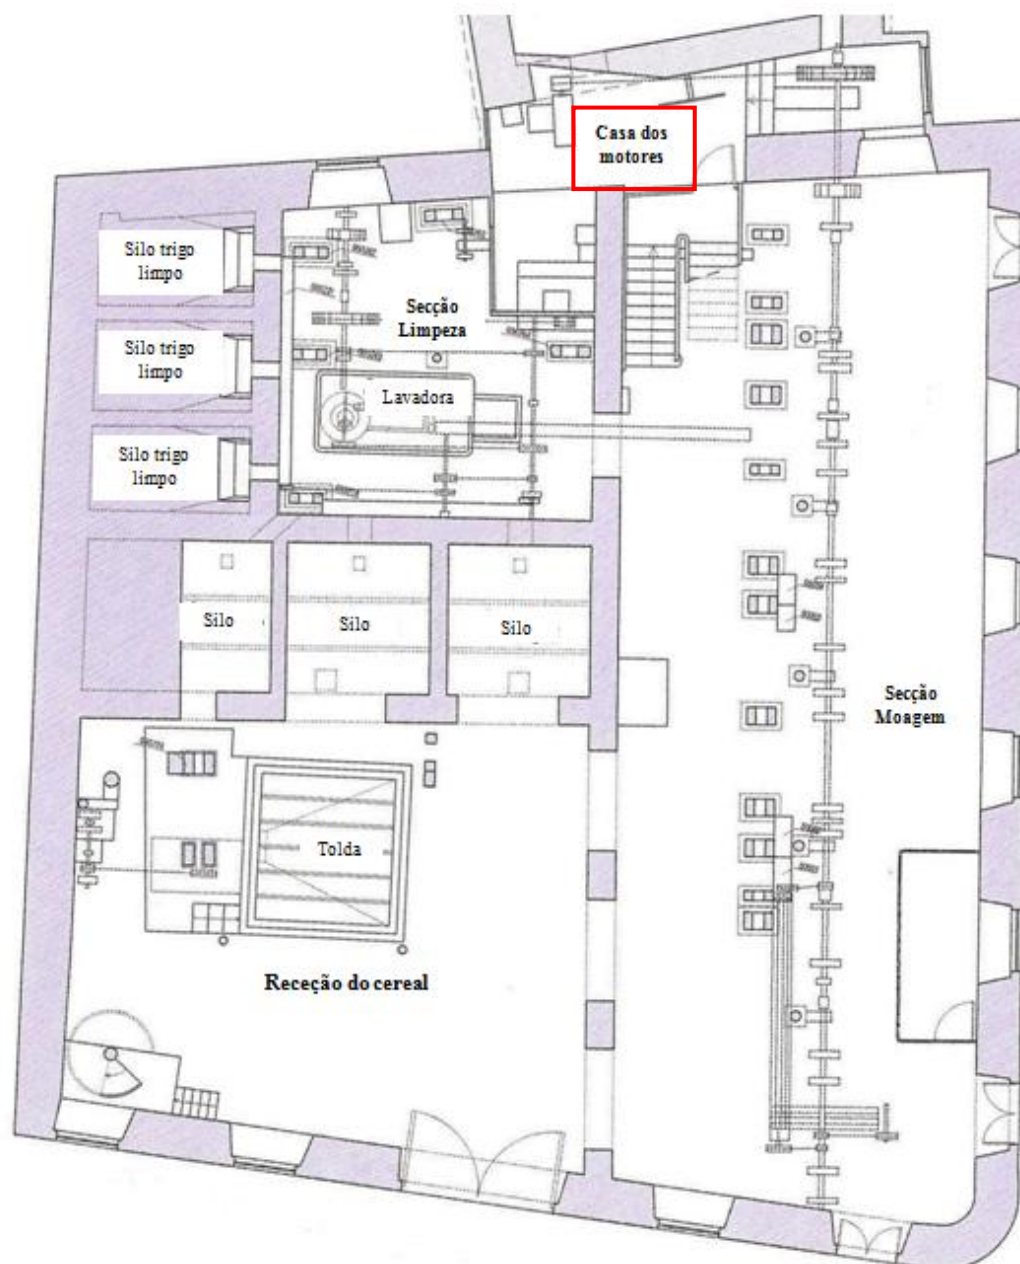 Casa dos
motores
Silo trigo
limpo
Secção
Limpeza
Silo trigo
limpo
Lavadora
Silo trigo
limpo
Silo
Silo
Silo
Secção
Moagem
Tolda
Receção do cereal